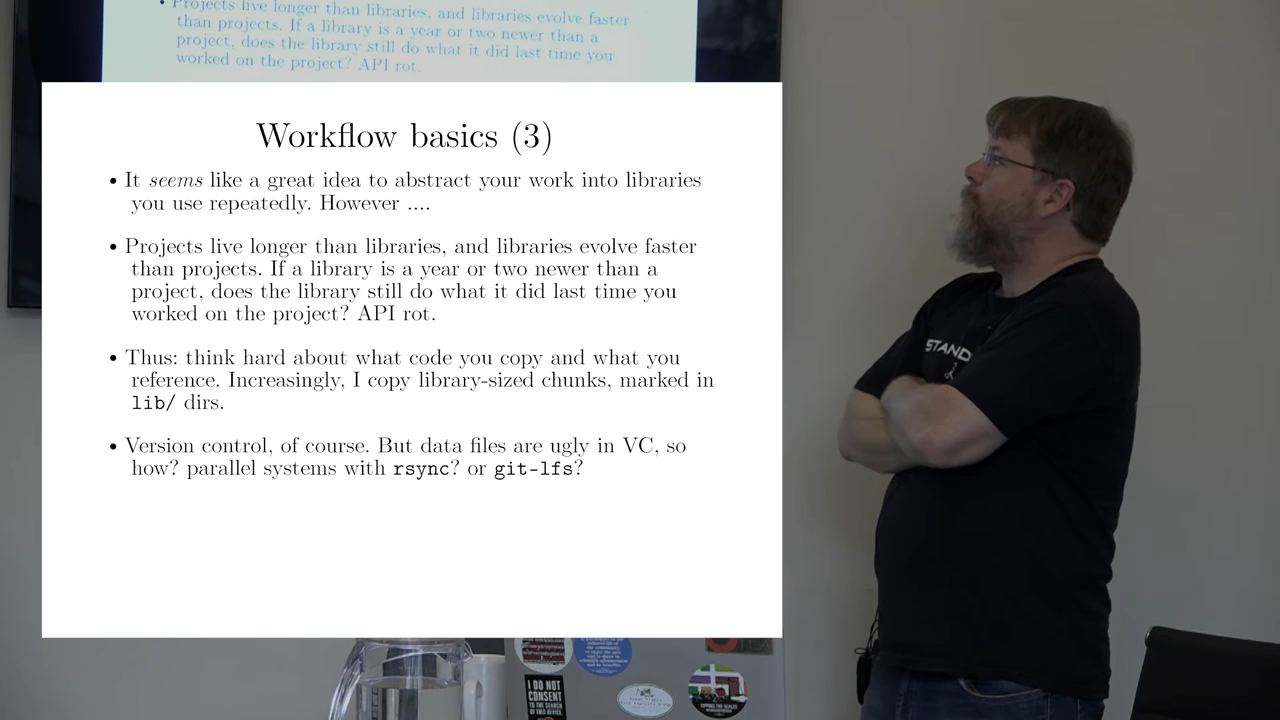 • Projects live longer than libraries, and libraries evolve faster
than projects. If a library is a year or two newer than a
project, does the library still do what it did last time you
worked on the project? API rot.
Workflow basics (3)
• It seems like a great idea to abstract your work into libraries
you use repeatedly. However ....
• Projects live longer than libraries, and libraries evolve faster
than projects. If a library is a year or two newer than a
project, does the library still do what it did last time you
worked on the project? API rot.
• Thus: think hard about what code you copy and what you
reference. Increasingly, I copy library-sized chunks, marked in
lib/ dirs.
• Version control, of course. But data files are ugly in VC, so
how? parallel systems with rsync? or git-lfs?
STAND
I DO NOT
CONSENT
TO THE SEARCH OF
THIS DEVICE